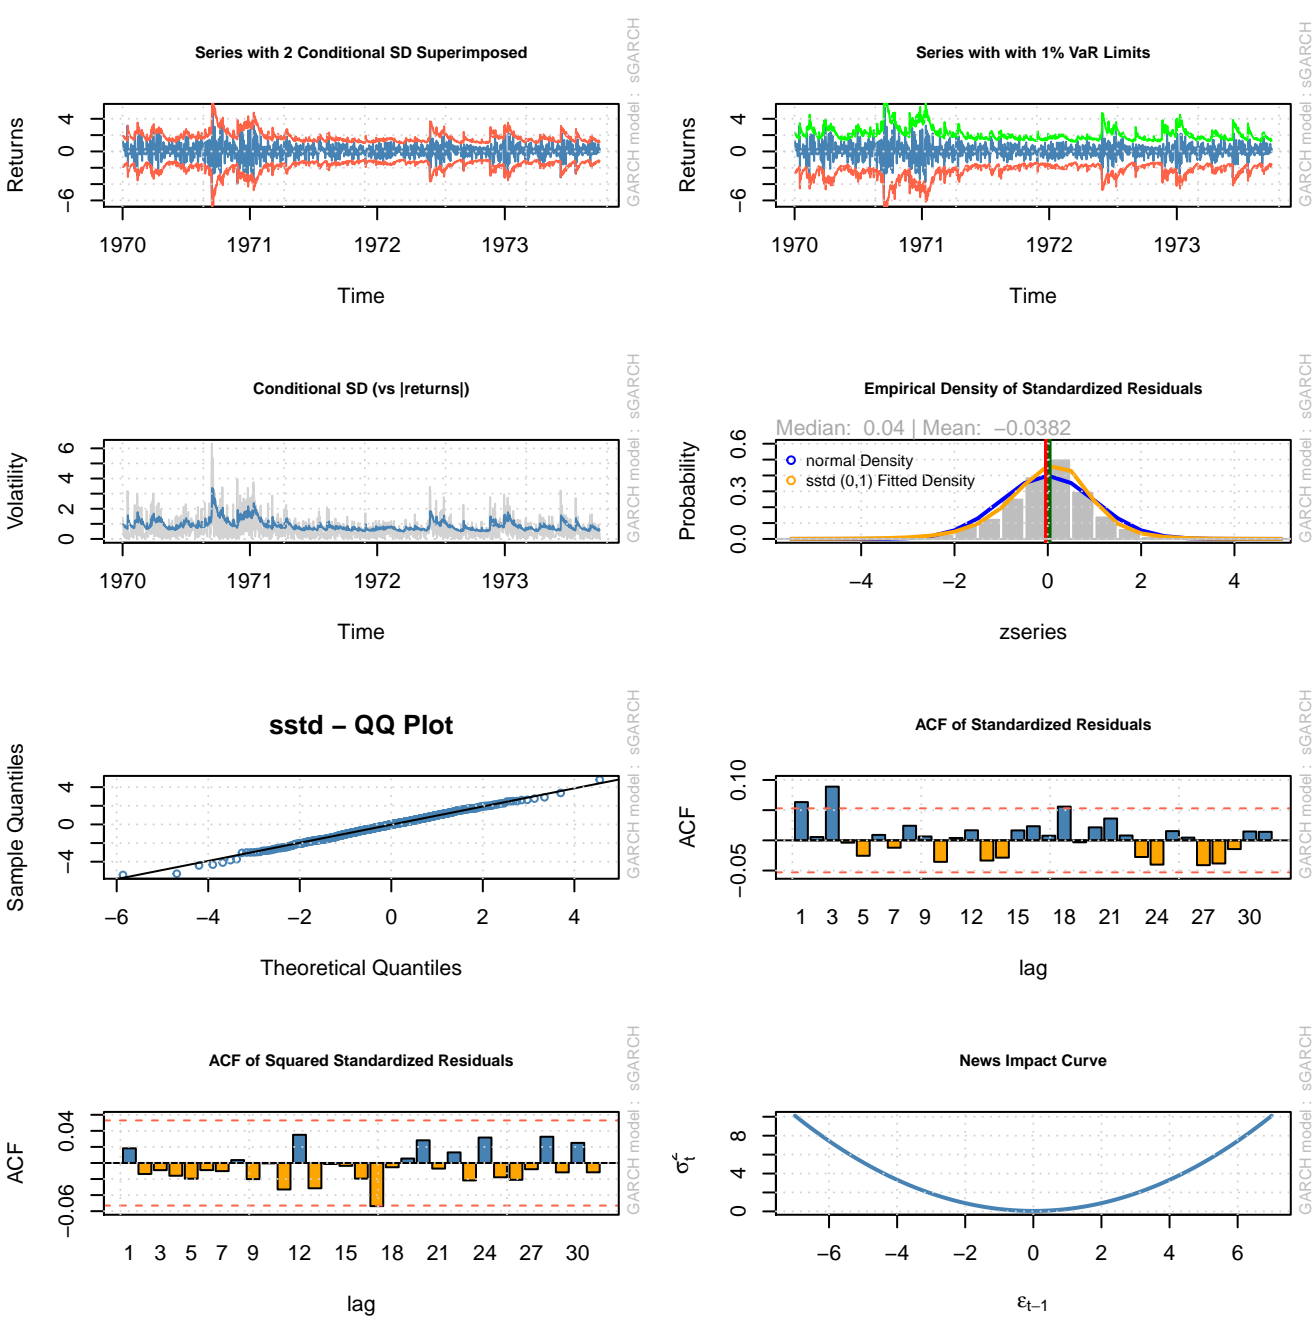 Series with 2 Conditional SD Superimposed
GARCH model : sGARCH
Returns
4
0
−6
1970 1971 1972 1973
Time
Series with with 1% VaR Limits
GARCH model : sGARCH
Returns
4
0
−6
1970 1971 1972 1973
Time
Conditional SD (vs |returns|)
GARCH model : sGARCH
Volatility
6
4
2
0
1970 1971 1972 1973
Time
Empirical Density of Standardized Residuals
GARCH model : sGARCH
Median: 0.04 | Mean: −0.0382
Probability
0.6
0.3
0.0
normal Density
sstd (0,1) Fitted Density
−4 −2 0 2 4
zseries
sstd − QQ Plot
GARCH model : sGARCH
Sample Quantiles
4
0
−4
−6 −4 −2 0 2 4
Theoretical Quantiles
ACF of Standardized Residuals
GARCH model : sGARCH
ACF
0.10
−0.05
1 3 5 7 9 12 15 18 21 24 27 30
lag
ACF of Squared Standardized Residuals
GARCH model : sGARCH
ACF
0.04
−0.06
1 3 5 7 9 12 15 18 21 24 27 30
lag
News Impact Curve
GARCH model : sGARCH
σt²
8
4
0
−6 −4 −2 0 2 4 6
εt−1